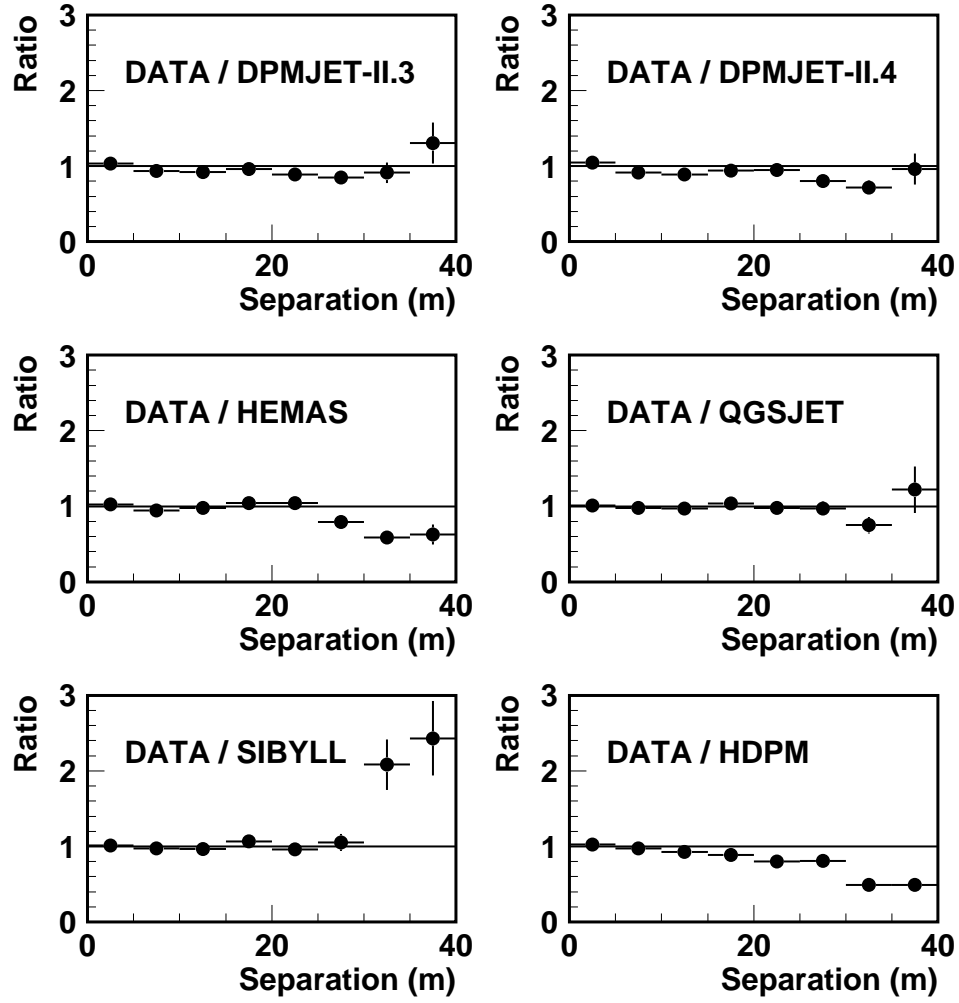 Ratio
3
2
1
0
DATA / DPMJET-II.3
0
20
40
Separation (m)
Ratio
3
2
1
0
DATA / DPMJET-II.4
0
20
40
Separation (m)
Ratio
3
2
1
0
DATA / HEMAS
0
20
40
Separation (m)
Ratio
3
2
1
0
DATA / QGSJET
0
20
40
Separation (m)
Ratio
3
2
1
0
DATA / SIBYLL
0
20
40
Separation (m)
Ratio
3
2
1
0
DATA / HDPM
0
20
40
Separation (m)